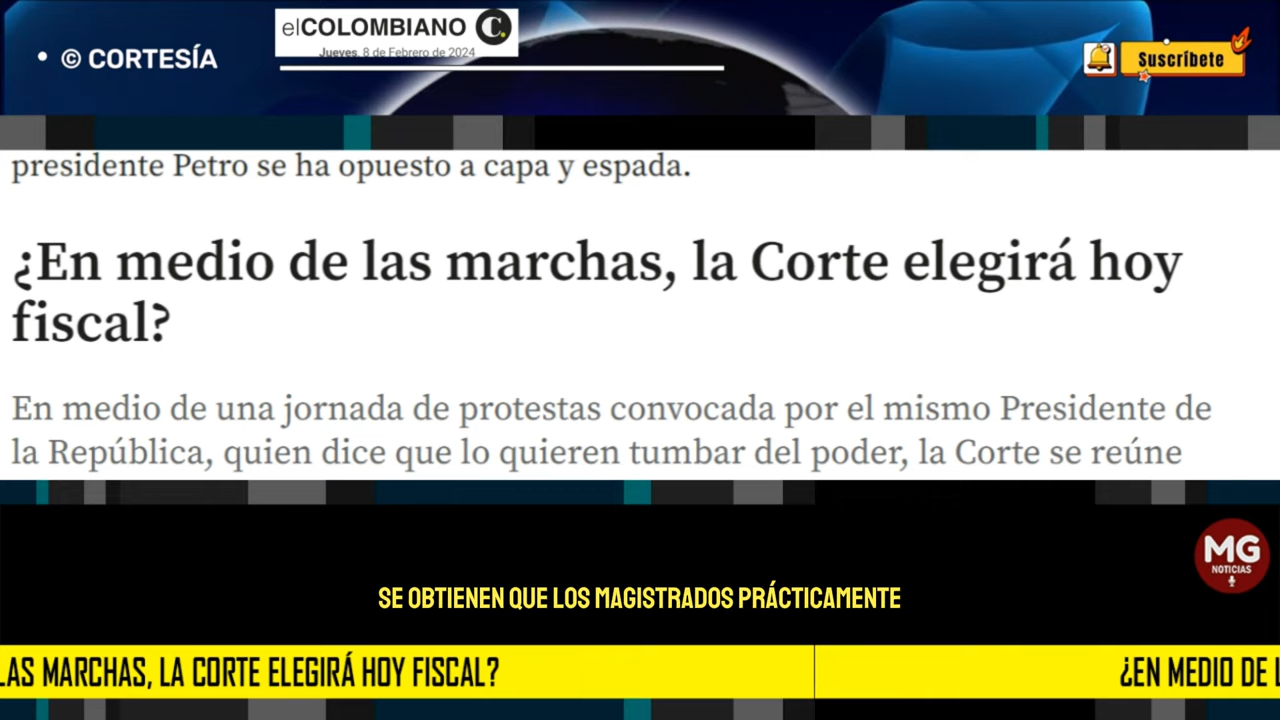 elCOLOMBIANO C.
Jueves, 8 de Febrero de 2024
• © CORTESÍA
Suscríbete
presidente Petro se ha opuesto a capa y espada.
¿En medio de las marchas, la Corte elegirá hoy
fiscal?
En medio de una jornada de protestas convocada por el mismo Presidente de
la República, quien dice que lo quieren tumbar del poder, la Corte se reúne
MG
NOTICIAS
SE OBTIENEN QUE LOS MAGISTRADOS PRÁCTICAMENTE
LAS MARCHAS, LA CORTE ELEGIRÁ HOY FISCAL?
¿EN MEDIO DE L